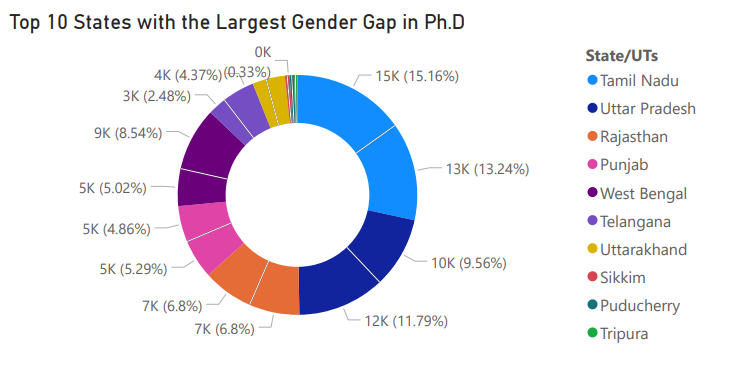 Top 10 States with the Largest Gender Gap in Ph.D
0K
(0.33%)
15K (15.16%)
13K (13.24%)
10K (9.56%)
12K (11.79%)
7K (6.8%)
7K (6.8%)
5K (5.29%)
5K (4.86%)
5K (5.02%)
9K (8.54%)
3K (2.48%)
4K (4.37%)
State/UTs
Tamil Nadu
Uttar Pradesh
Rajasthan
Punjab
West Bengal
Telangana
Uttarakhand
Sikkim
Puducherry
Tripura